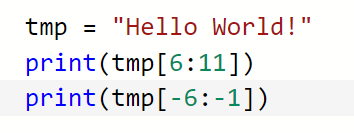 tmp = "Hello World!"
print(tmp[6:11])
print(tmp[-6:-1])